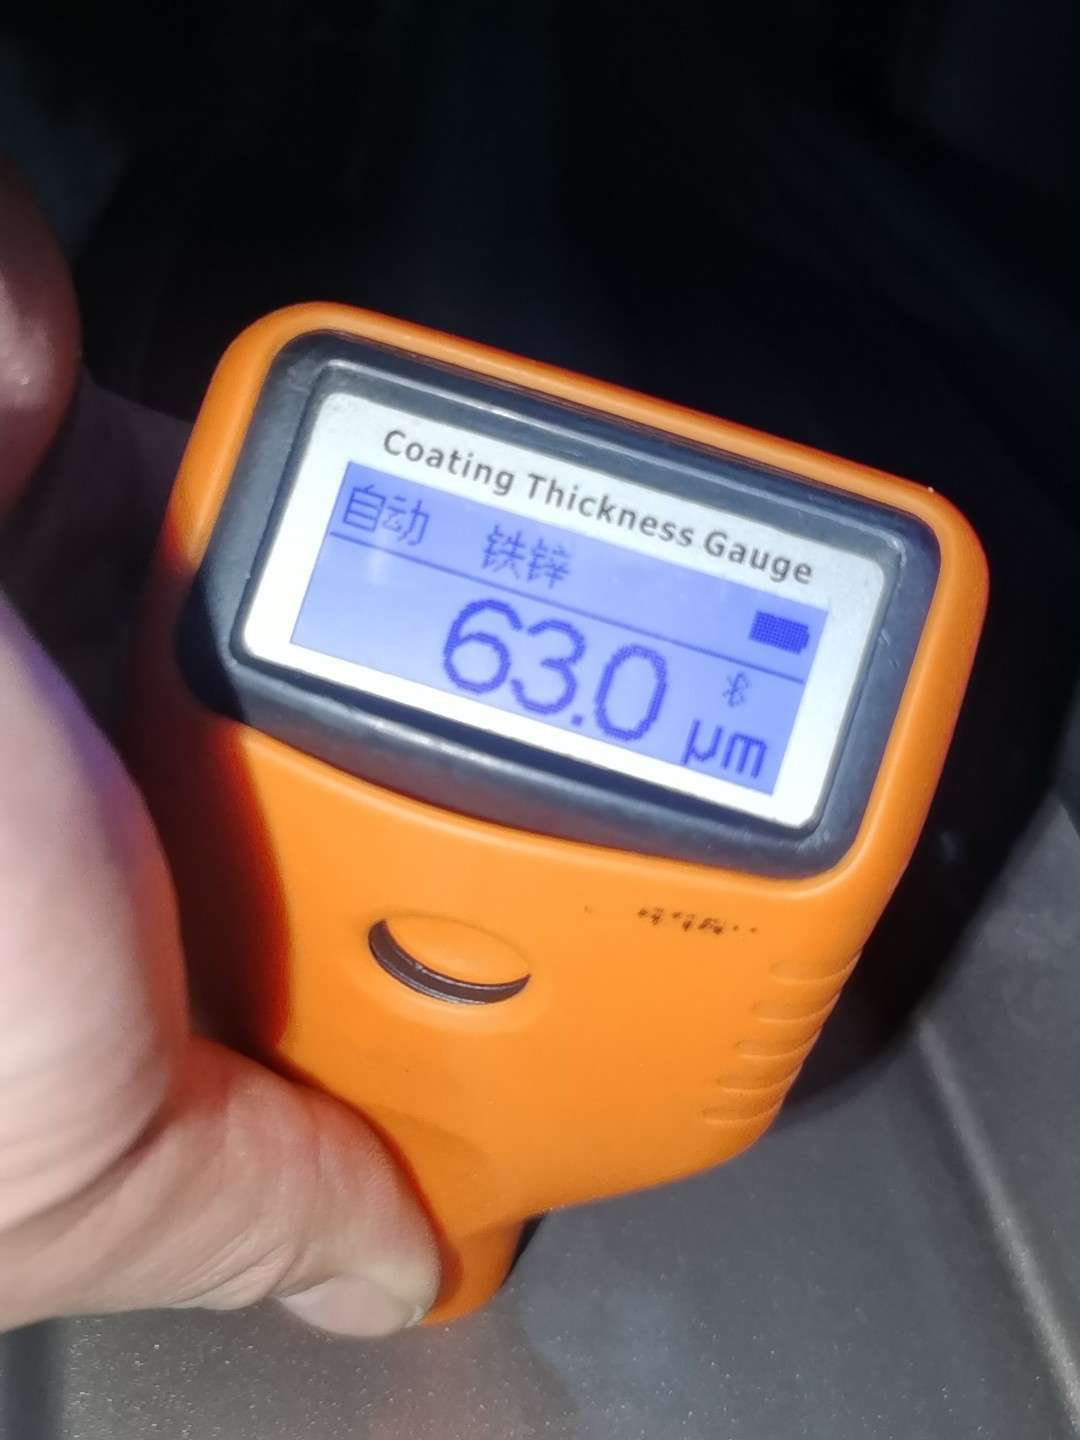 Coating Thickness Gauge
自动 铁锌
63.0 μm